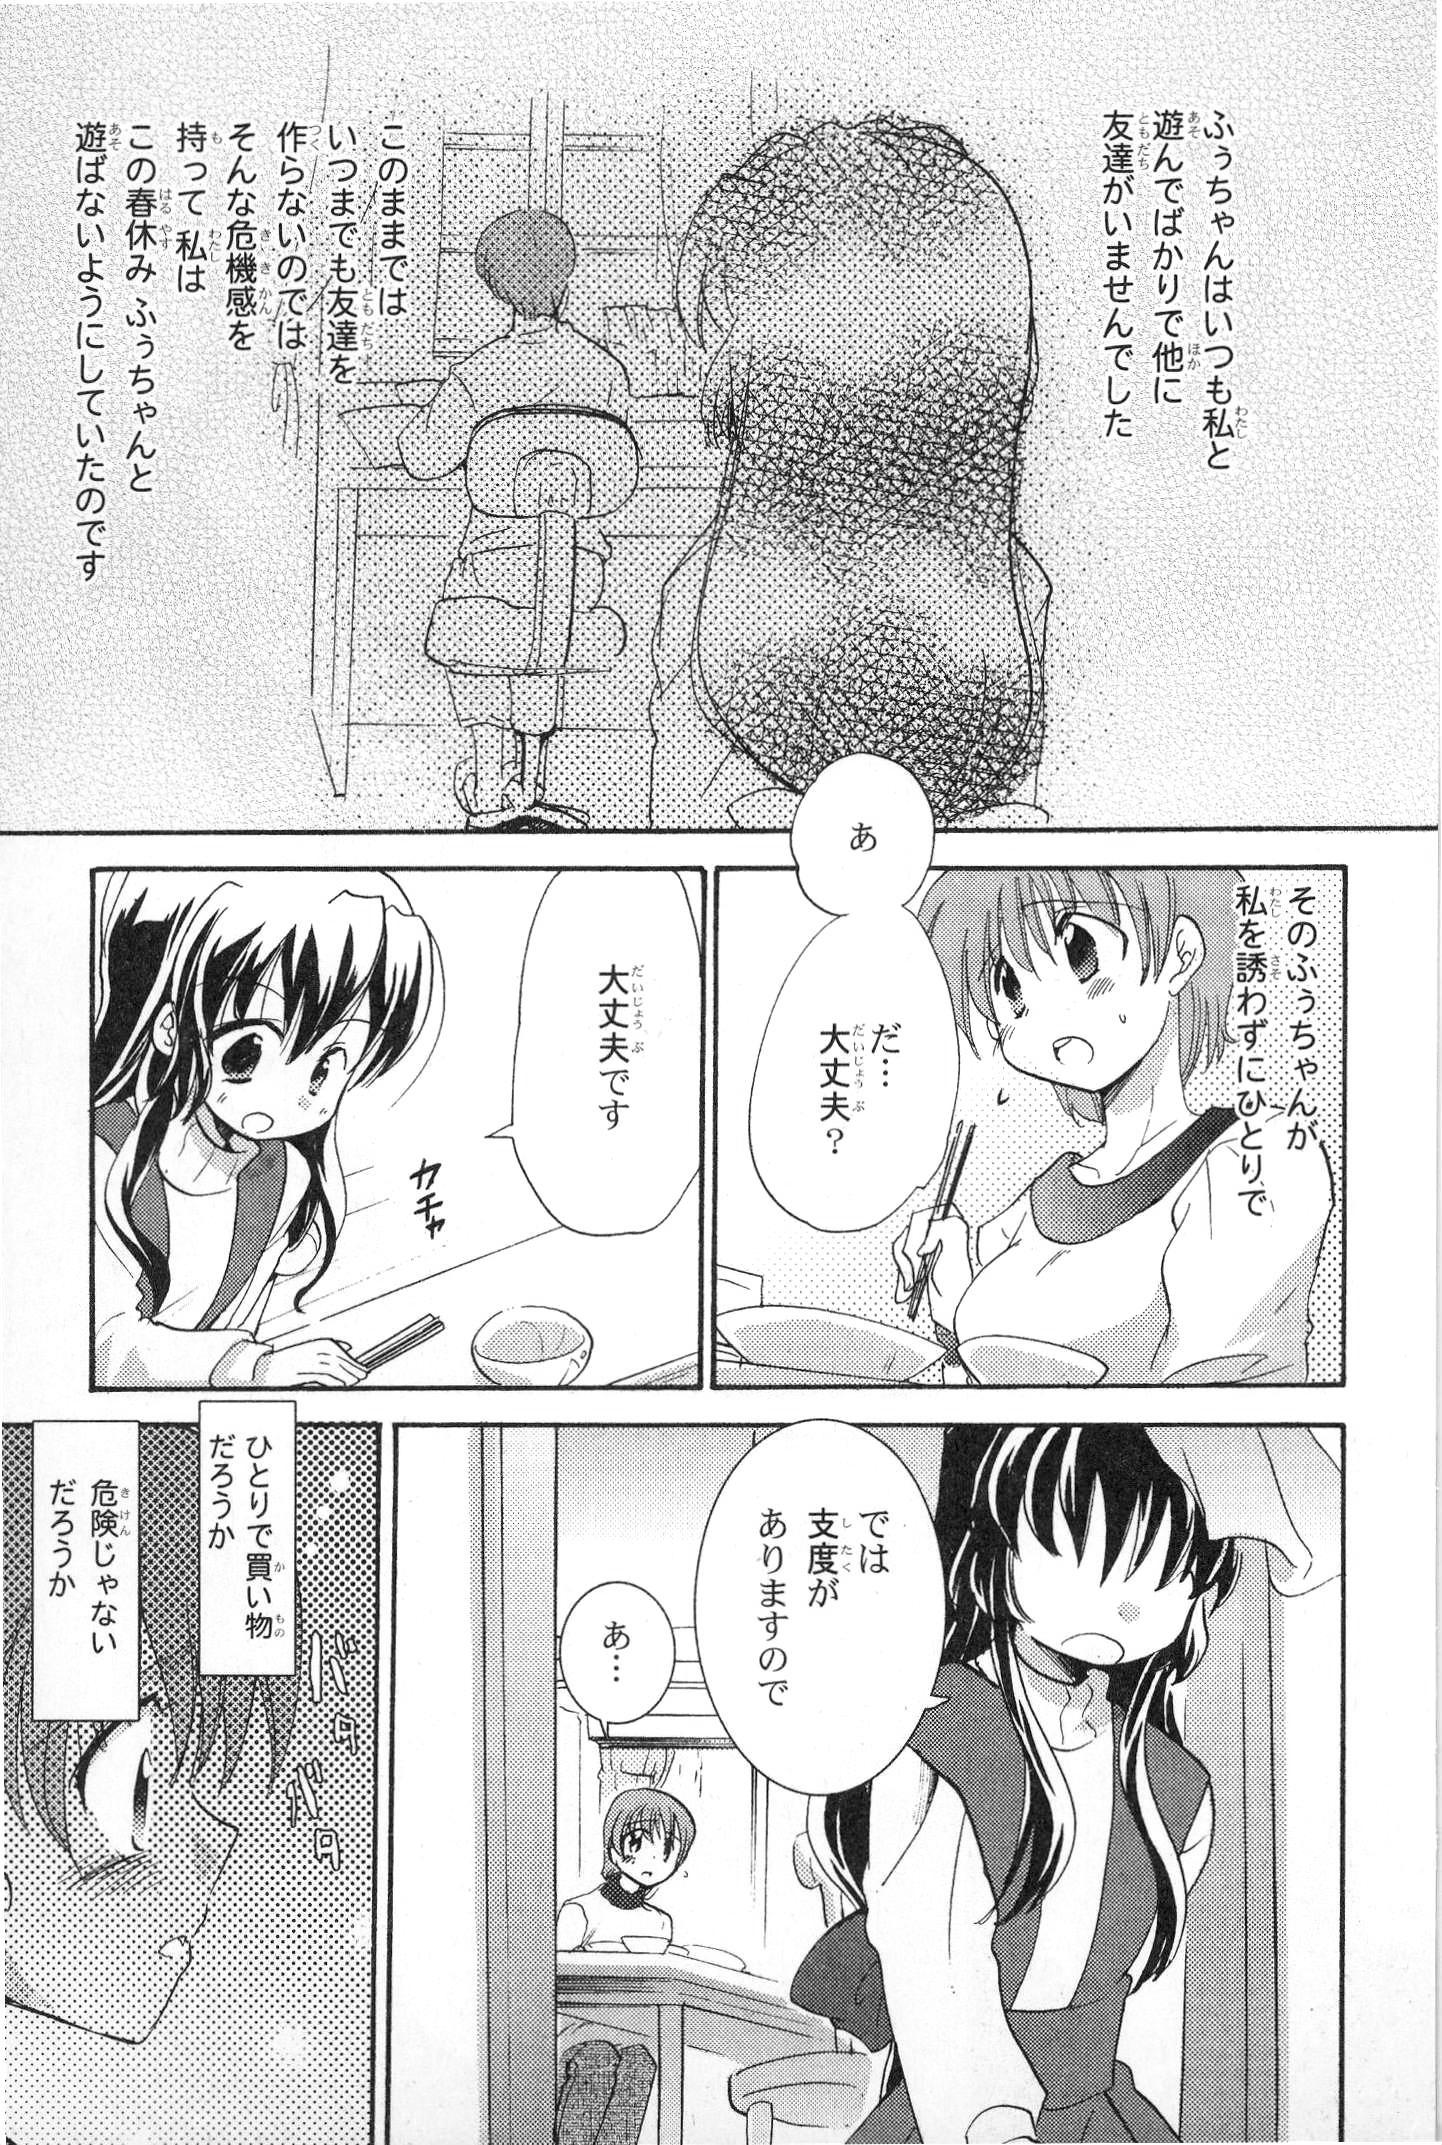 ふぅちゃんはいつも私と
遊んでばかりで他に
友達がいませんでした
このままでは
いつまでも友達を
作らないのでは
そんな危機感を
持って私は
この春休みふぅちゃんと
遊ばないようにしていたのです
そのふぅちゃんが
私を誘わずにひとりで
あ
だ…
大丈夫?
大丈夫です
カチャ
では
支度が
ありますので
あ…
ひとりで買い物
だろうか
危険じゃない
だろうか
パタ
パタ